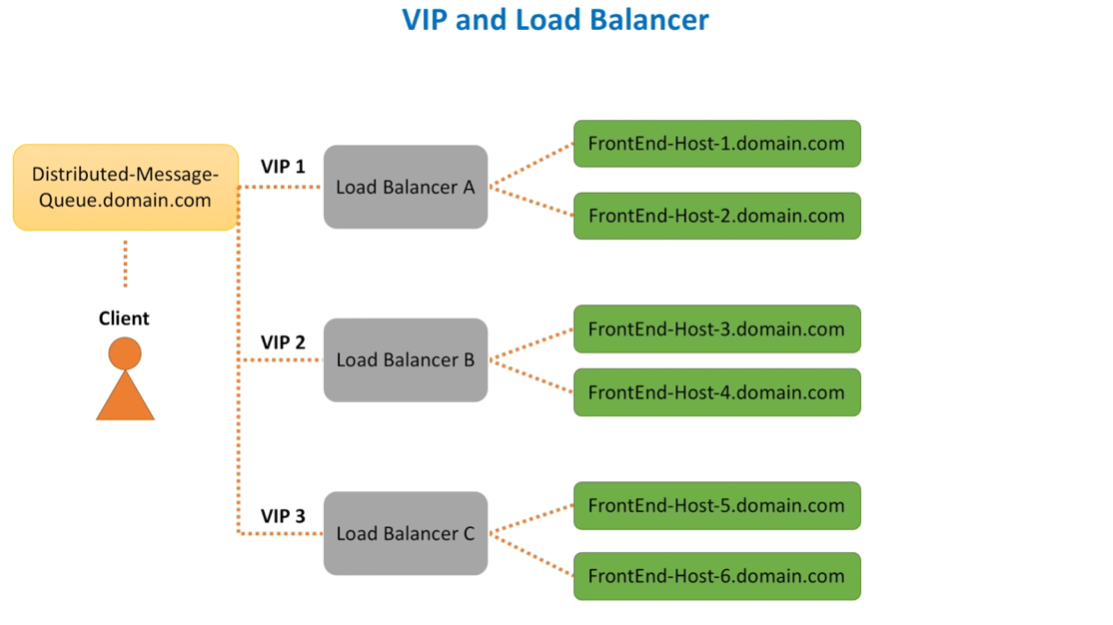 VIP and Load Balancer
Distributed-Message-
Queue.domain.com
Client
VIP 1
Load Balancer A
FrontEnd-Host-1.domain.com
FrontEnd-Host-2.domain.com
VIP 2
Load Balancer B
FrontEnd-Host-3.domain.com
FrontEnd-Host-4.domain.com
VIP 3
Load Balancer C
FrontEnd-Host-5.domain.com
FrontEnd-Host-6.domain.com